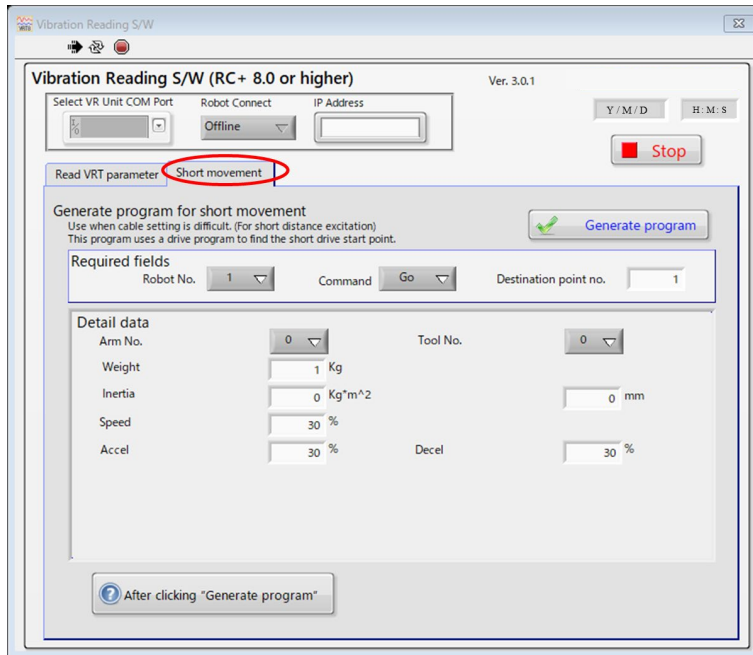 Vibration Reading S/W
Vibration Reading S/W (RC+ 8.0 or higher)
Ver. 3.0.1
Select VR Unit COM Port
Robot Connect
IP Address
Offline
Y/M/D
H:M:S
Stop
Read VRT parameter
Short movement
Generate program for short movement
Use when cable setting is difficult. (For short distance excitation)
This program uses a drive program to find the short drive start point.
Generate program
Required fields
Robot No. 1
Command Go
Destination point no. 1
Detail data
Arm No. 0
Tool No. 0
Weight 1 Kg
Inertia 0 Kg*m^2
0 mm
Speed 30 %
Accel 30 %
Decel 30 %
After clicking "Generate program"